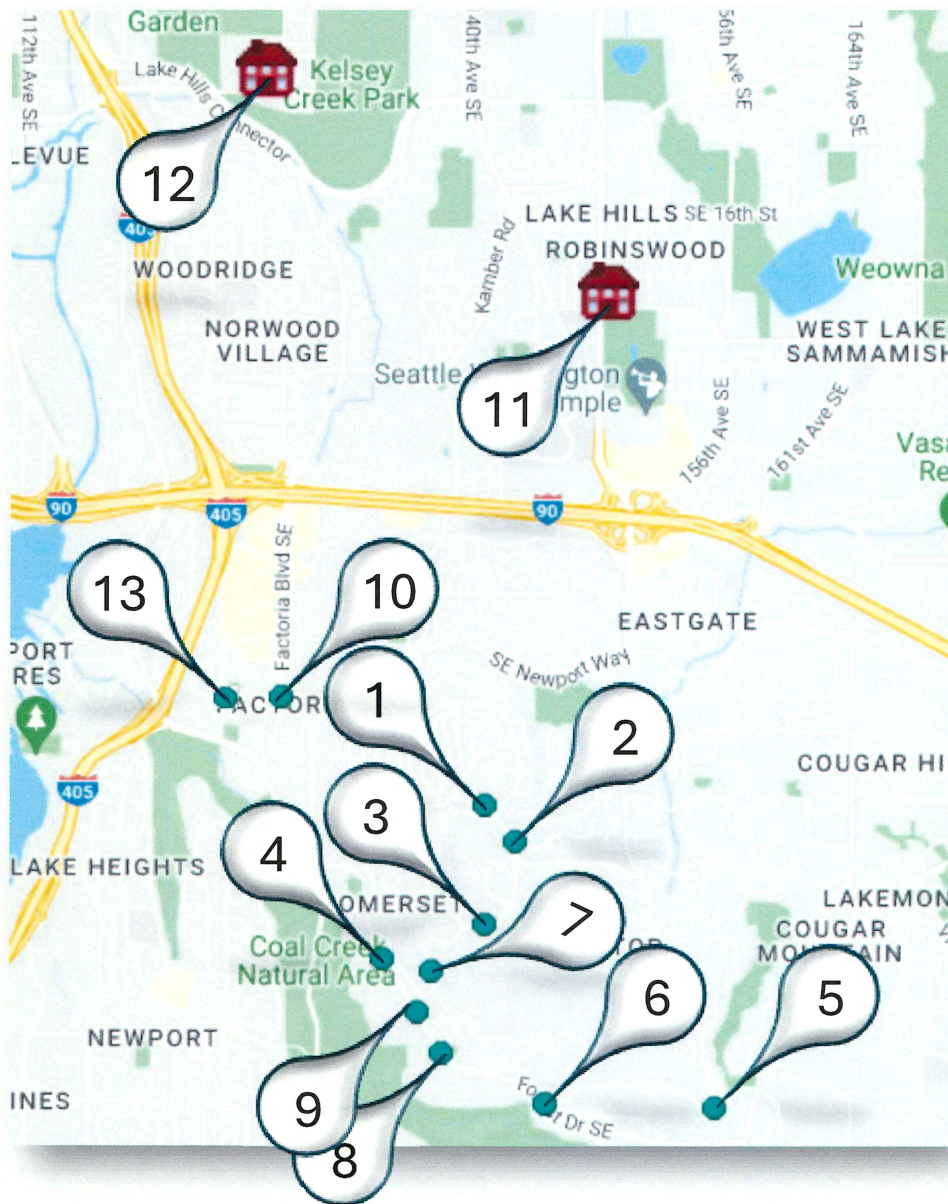 Garden
112th Ave SE
Lake Hills Connector
Kelsey
Creek Park
40th Ave SE
56th Ave SE
164th Ave SE
LEVUE
12
405
LAKE HILLS
SE 16th St
ROBINSWOOD
Kamber Rd
WOODRIDGE
Weowna
NORWOOD
VILLAGE
WEST LAKE
SAMMAMISH
Seattle
gton
mple
11
156th Ave SE
161st Ave SE
Vasa
Re
90
405
90
Factoria Blvd SE
13
10
EASTGATE
PORT
RES
SE Newport Way
FACTOR
1
2
405
COUGAR HI
3
4
LAKE HEIGHTS
OMERSET
7
LAKEMON
COUGAR
MOUNTAIN
Coal Creek
Natural Area
6
5
NEWPORT
INES
9
8
Dr SE